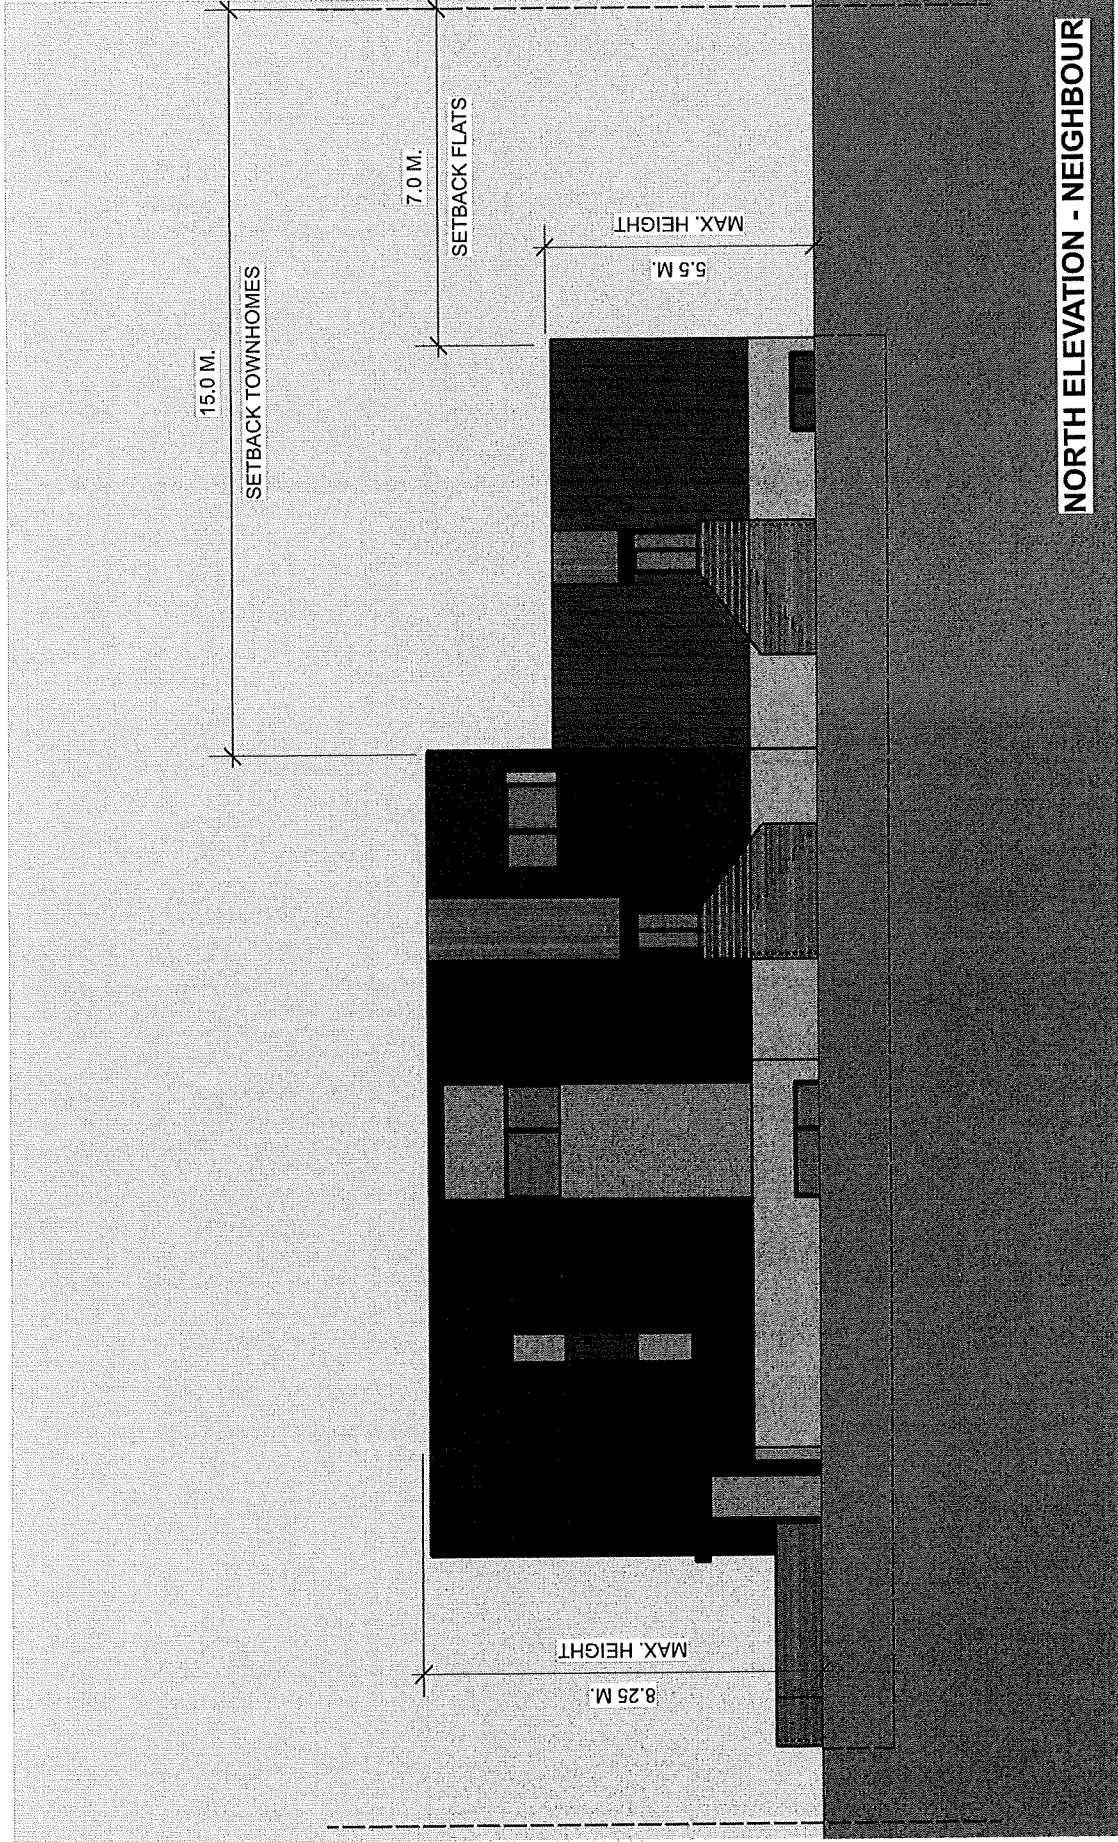 15.0 M.
SETBACK TOWNHOMES
7.0 M.
SETBACK FLATS
MAX. HEIGHT
5.5 M.
MAX. HEIGHT
8.25 M.
NORTH ELEVATION - NEIGHBOUR